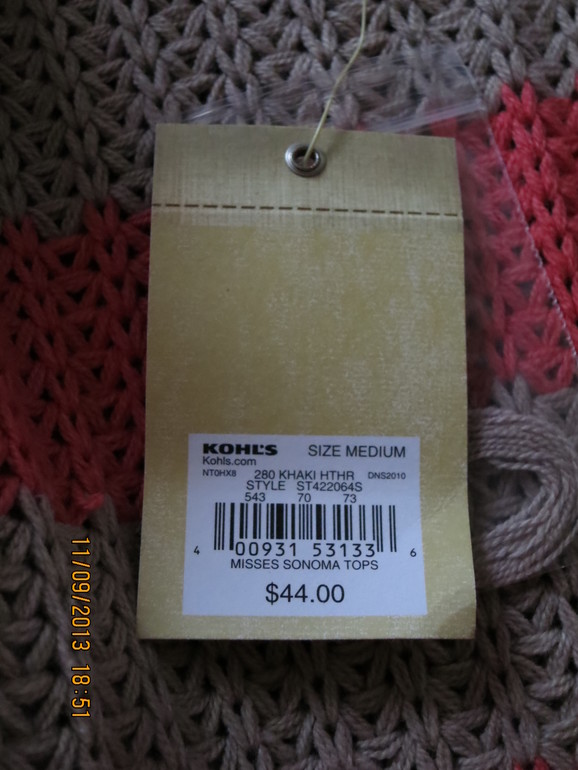 KOHL'S SIZE MEDIUM
Kohls.com
NT0HX8 280 KHAKI HTHR DNS2010
STYLE ST422064S
543 70 73
4 00931 53133 6
MISSES SONOMA TOPS
$44.00
11/09/2013 18:51